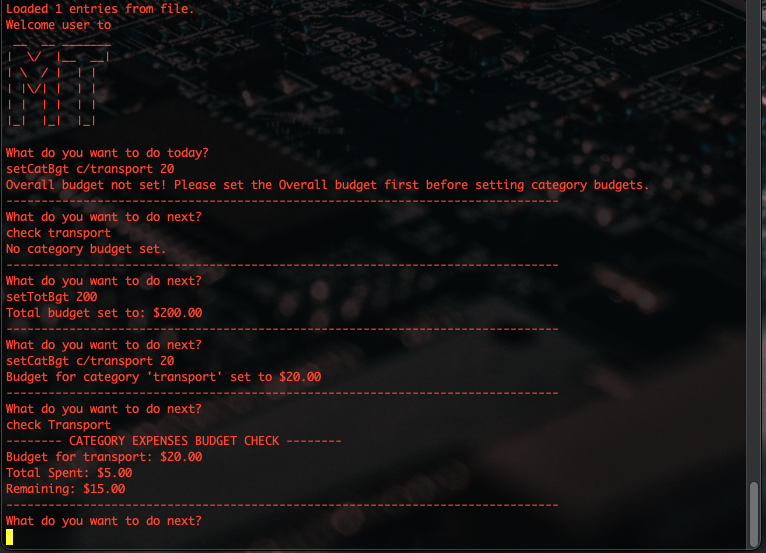 Loaded 1 entries from file.
Welcome user to
 __  __ _______
|  \/  |__   __|
| \  / |  | |
| |\/| |  | |
| |  | |  | |
|_|  |_|  |_|
What do you want to do today?
setCatBgt c/transport 20
Overall budget not set! Please set the Overall budget first before setting category budgets.
-----------------------------------------------------------------------
What do you want to do next?
check transport
No category budget set.
-----------------------------------------------------------------------
What do you want to do next?
setTotBgt 200
Total budget set to: $200.00
-----------------------------------------------------------------------
What do you want to do next?
setCatBgt c/transport 20
Budget for category 'transport' set to $20.00
-----------------------------------------------------------------------
What do you want to do next?
check Transport
-------- CATEGORY EXPENSES BUDGET CHECK --------
Budget for transport: $20.00
Total Spent: $5.00
Remaining: $15.00
-----------------------------------------------------------------------
What do you want to do next?